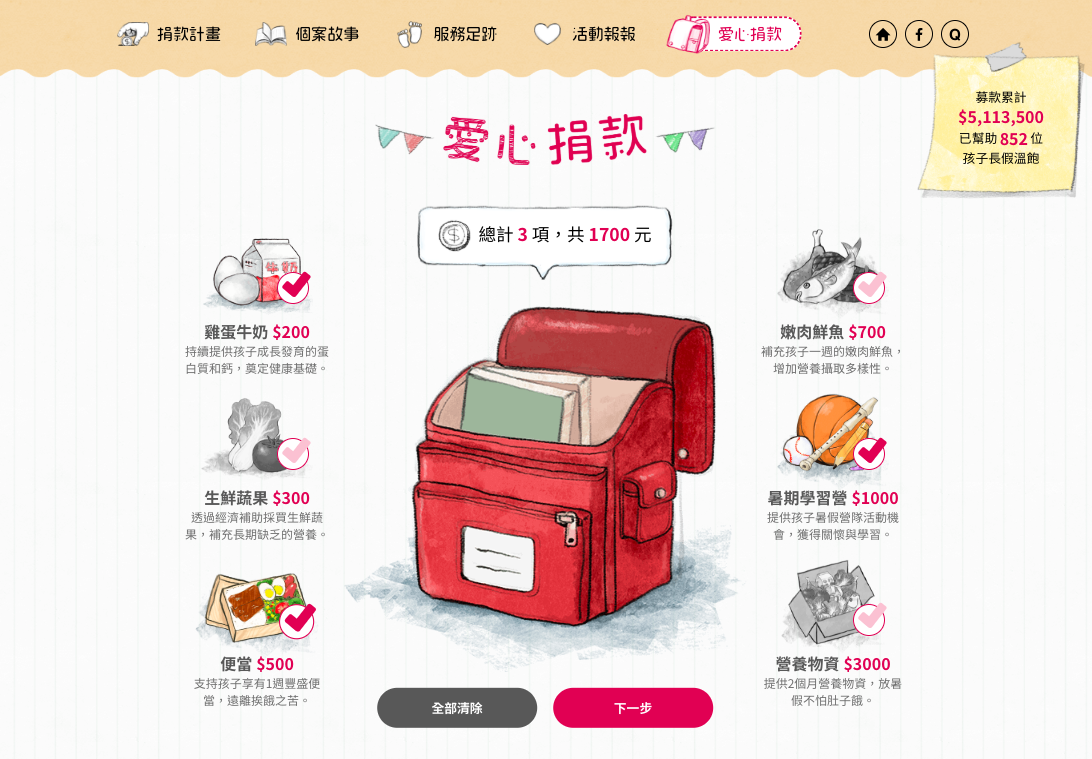 捐款計畫
個案故事
服務足跡
活動報報
愛心捐款
募款累計
$5,113,500
已幫助 852 位
孩子長假溫飽
愛心捐款
總計 3 項，共 1700 元
雞蛋牛奶 $200
持續提供孩子成長發育的蛋
白質和鈣，奠定健康基礎。
生鮮蔬果 $300
透過經濟補助採買生鮮蔬
果，補充長期缺乏的營養。
便當 $500
支持孩子享有1週豐盛便
當，遠離挨餓之苦。
嫩肉鮮魚 $700
補充孩子一週的嫩肉鮮魚，
增加營養攝取多樣性。
暑期學習營 $1000
提供孩子暑假營隊活動機
會，獲得關懷與學習。
營養物資 $3000
提供2個月營養物資，放暑
假不怕肚子餓。
全部清除
下一步